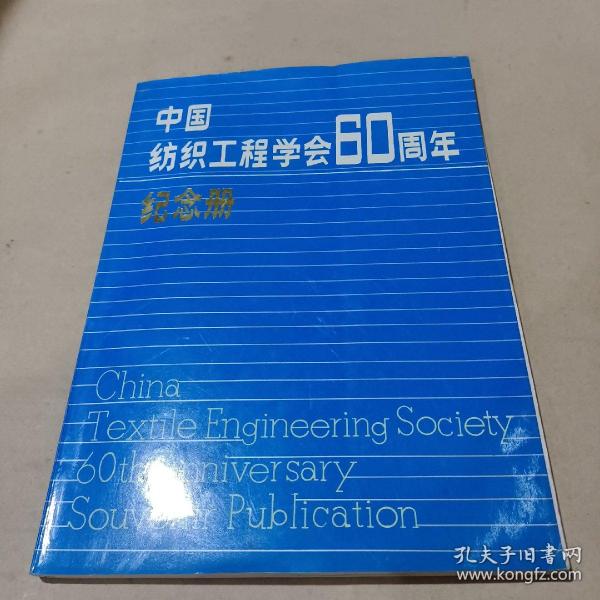 中国
纺织工程学会60周年
纪念册
China
Textile Engineering Society
60th Anniversary
Souvenir Publication
孔夫子旧书网
www.kongfz.com